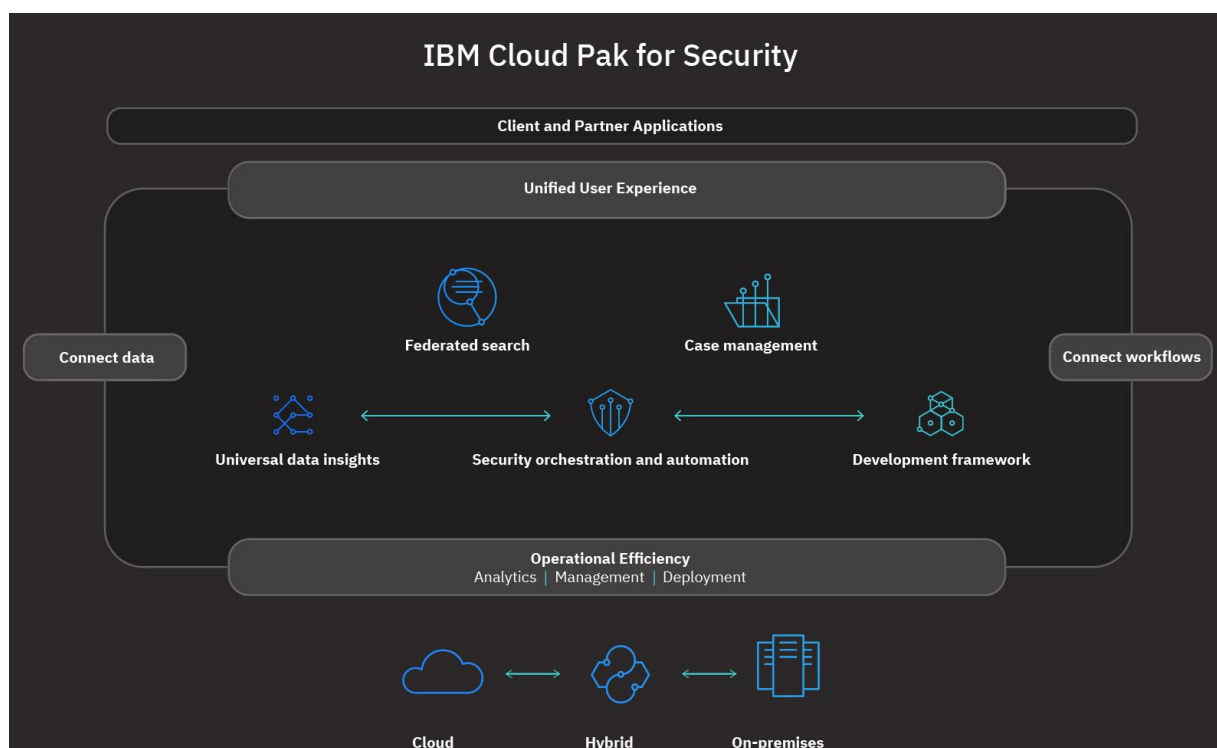 IBM Cloud Pak for Security
Client and Partner Applications
Unified User Experience
Federated search
Case management
Connect data
Connect workflows
Universal data insights
Security orchestration and automation
Development framework
Operational Efficiency
Analytics | Management | Deployment
Cloud
Hybrid
On-premises